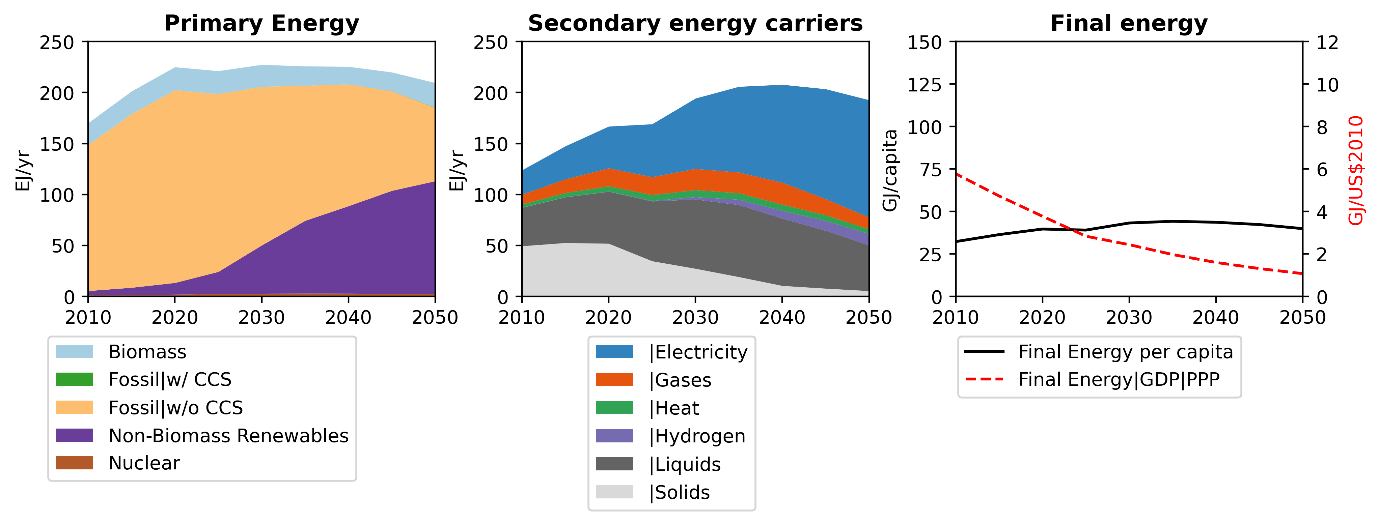 Primary Energy
250
200
150
100
50
0
EJ/yr
2010 2020 2030 2040 2050
Biomass
Fossil|w/ CCS
Fossil|w/o CCS
Non-Biomass Renewables
Nuclear
Secondary energy carriers
250
200
150
100
50
0
EJ/yr
2010 2020 2030 2040 2050
|Electricity
|Gases
|Heat
|Hydrogen
|Liquids
|Solids
Final energy
150
125
100
75
50
25
0
GJ/capita
12
10
8
6
4
2
0
GJ/US$2010
2010 2020 2030 2040 2050
Final Energy per capita
Final Energy|GDP|PPP